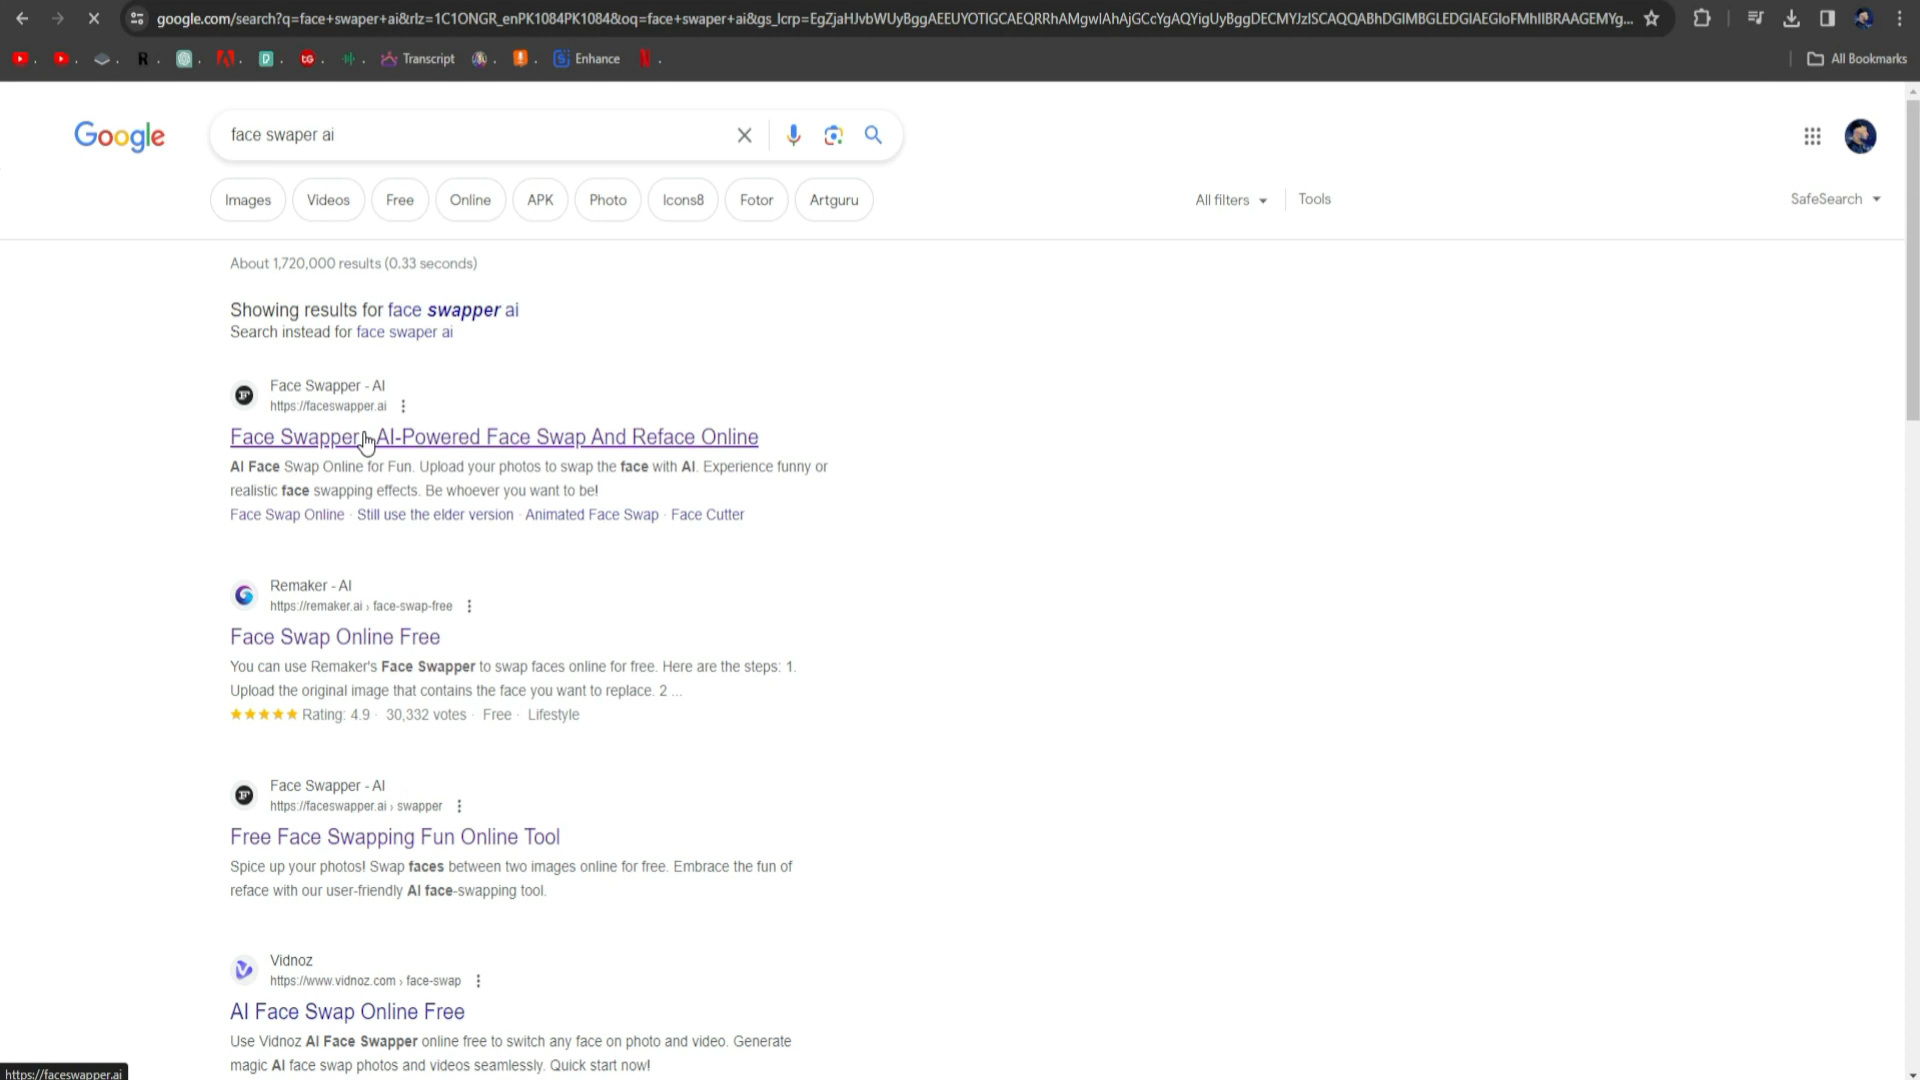 google.com/search?q=face+swaper+ai&rlz=1C1ONGR_enPK1084PK1084&oq=face+swaper+ai&gs_lcrp=
Transcript
Enhance
All Bookmarks
Google
face swaper ai
Images
Videos
Free
Online
APK
Photo
Icons8
Fotor
Artguru
All filters
Tools
SafeSearch
About 1,720,000 results (0.33 seconds)
Showing results for face swapper ai
Search instead for face swaper ai
Face Swapper - AI
https://faceswapper.ai
Face Swapper - AI-Powered Face Swap And Reface Online
AI Face Swap Online for Fun. Upload your photos to swap the face with AI. Experience funny or
realistic face swapping effects. Be whoever you want to be!
Face Swap Online · Still use the elder version · Animated Face Swap · Face Cutter
Remaker - AI
https://remaker.ai › face-swap-free
Face Swap Online Free
You can use Remaker's Face Swapper to swap faces online for free. Here are the steps: 1.
Upload the original image that contains the face you want to replace. 2 ...
Rating: 4.9 · 30,332 votes · Free · Lifestyle
Face Swapper - AI
https://faceswapper.ai › swapper
Free Face Swapping Fun Online Tool
Spice up your photos! Swap faces between two images online for free. Embrace the fun of
reface with our user-friendly AI face-swapping tool.
Vidnoz
https://www.vidnoz.com › face-swap
AI Face Swap Online Free
Use Vidnoz AI Face Swapper online free to switch any face on photo and video. Generate
magic AI face swap photos and videos seamlessly. Quick start now!
https://faceswapper.ai